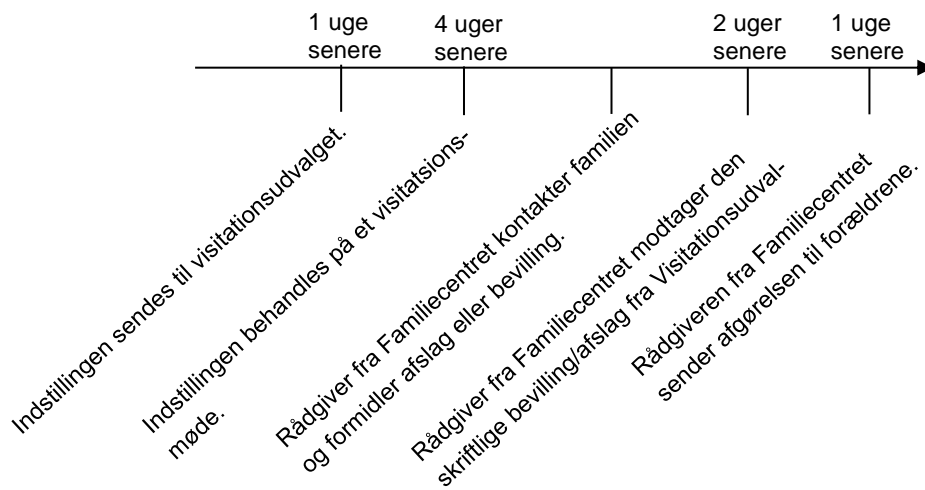 1 uge
senere
4 uger
senere
2 uger
senere
1 uge
senere
Indstillingen sendes til visitationsudvalget.
Indstillingen behandles på et visitatsions-
møde.
Rådgiver fra Familiecentret kontakter familien
og formidler afslag eller bevilling.
Rådgiver fra Familiecentret modtager den
skriftlige bevilling/afslag fra Visitationsudval-
Rådgiveren fra Familiecentret
sender afgørelsen til forældrene.